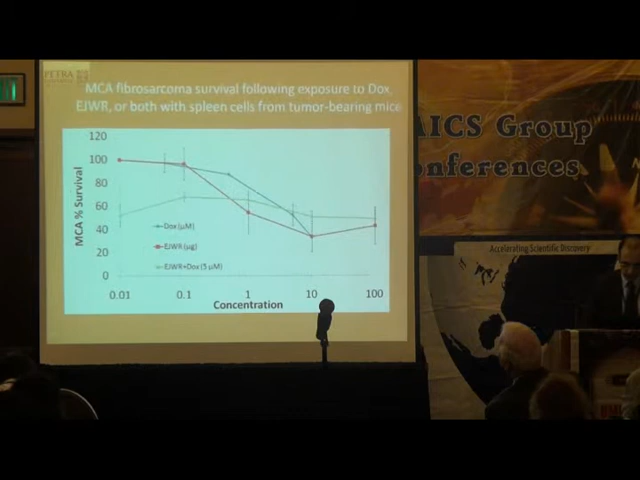 PETRA
MCA fibrosarcoma survival following exposure to Dox,
EJWR, or both with spleen cells from tumor-bearing mice
120
100
80
60
40
20
0
MCA % Survival
Dox (µM)
EJWR (µg)
EJWR+Dox (5 µM)
0.01 0.1 1 10 100
Concentration
AICS Group
onferences
Accelerating Scientific Discovery